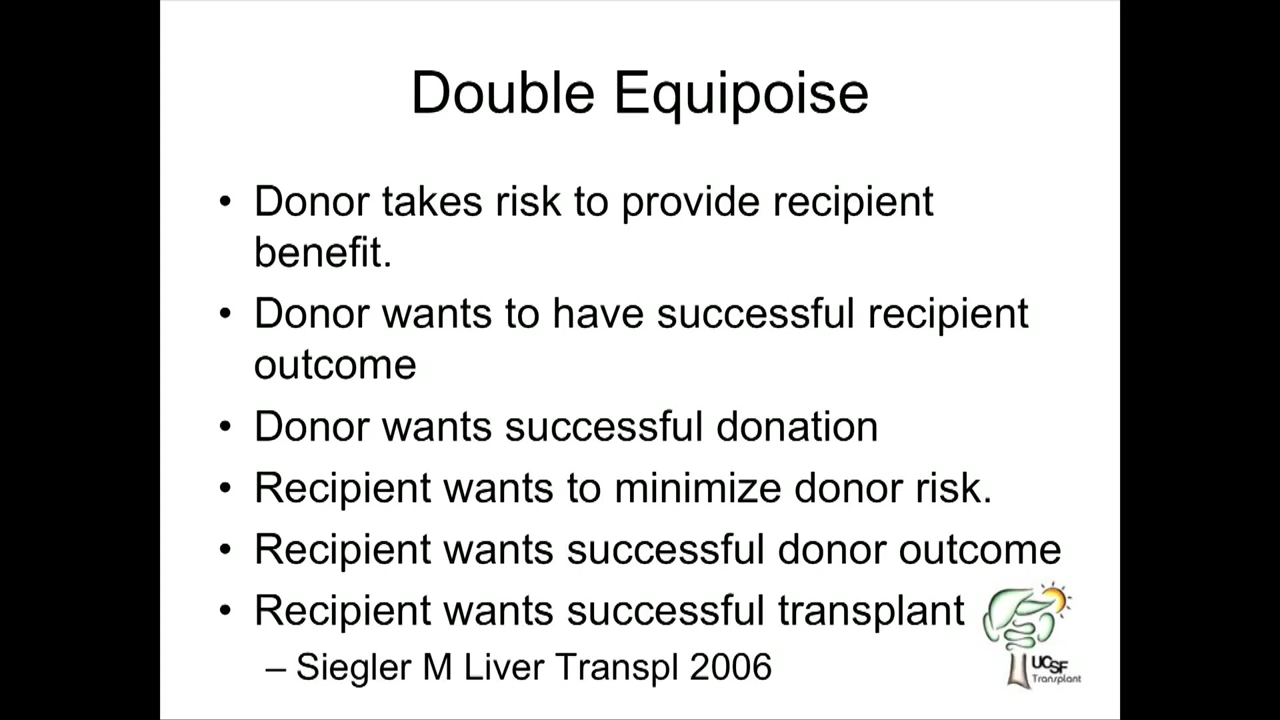 Double Equipoise
• Donor takes risk to provide recipient
benefit.
• Donor wants to have successful recipient
outcome
• Donor wants successful donation
• Recipient wants to minimize donor risk.
• Recipient wants successful donor outcome
• Recipient wants successful transplant
– Siegler M Liver Transpl 2006
UCSF
Transplant